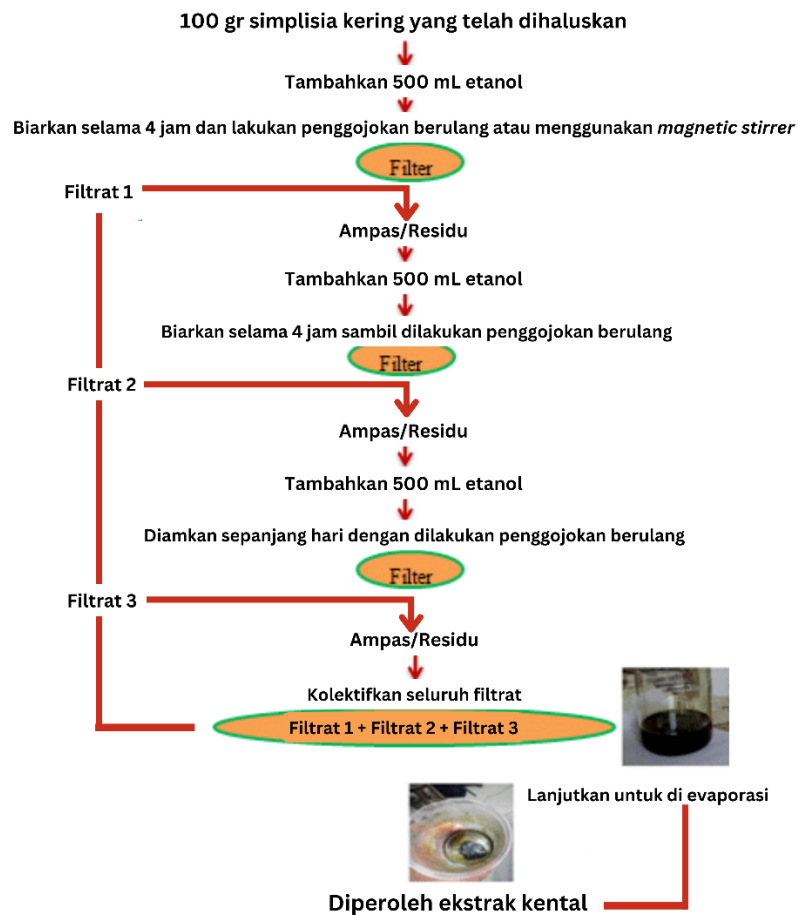 100 gr simplisia kering yang telah dihaluskan
Tambahkan 500 mL etanol
Biarkan selama 4 jam dan lakukan penggojokan berulang atau menggunakan magnetic stirrer
Filter
Filtrat 1
Ampas/Residu
Tambahkan 500 mL etanol
Biarkan selama 4 jam sambil dilakukan penggojokan berulang
Filter
Filtrat 2
Ampas/Residu
Tambahkan 500 mL etanol
Diamkan sepanjang hari dengan dilakukan penggojokan berulang
Filter
Filtrat 3
Ampas/Residu
Kolektifkan seluruh filtrat
Filtrat 1 + Filtrat 2 + Filtrat 3
Lanjutkan untuk di evaporasi
Diperoleh ekstrak kental